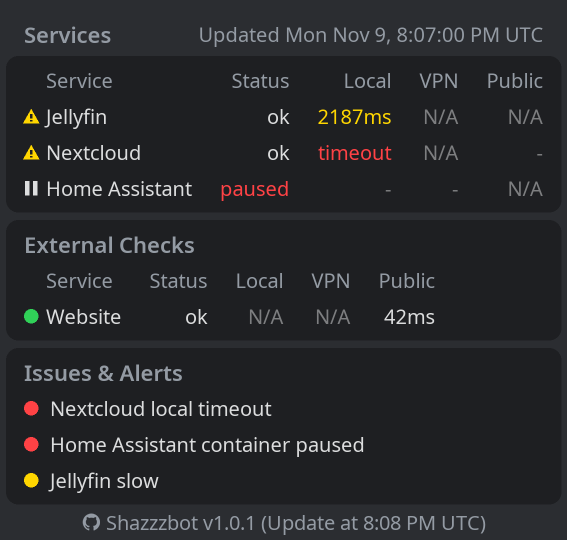 Services Updated Mon Nov 9, 8:07:00 PM UTC
Service Status Local VPN Public
Jellyfin ok 2187ms N/A N/A
Nextcloud ok timeout N/A -
Home Assistant paused - - N/A
External Checks
Service Status Local VPN Public
Website ok N/A N/A 42ms
Issues & Alerts
Nextcloud local timeout
Home Assistant container paused
Jellyfin slow
Shazzzbot v1.0.1 (Update at 8:08 PM UTC)